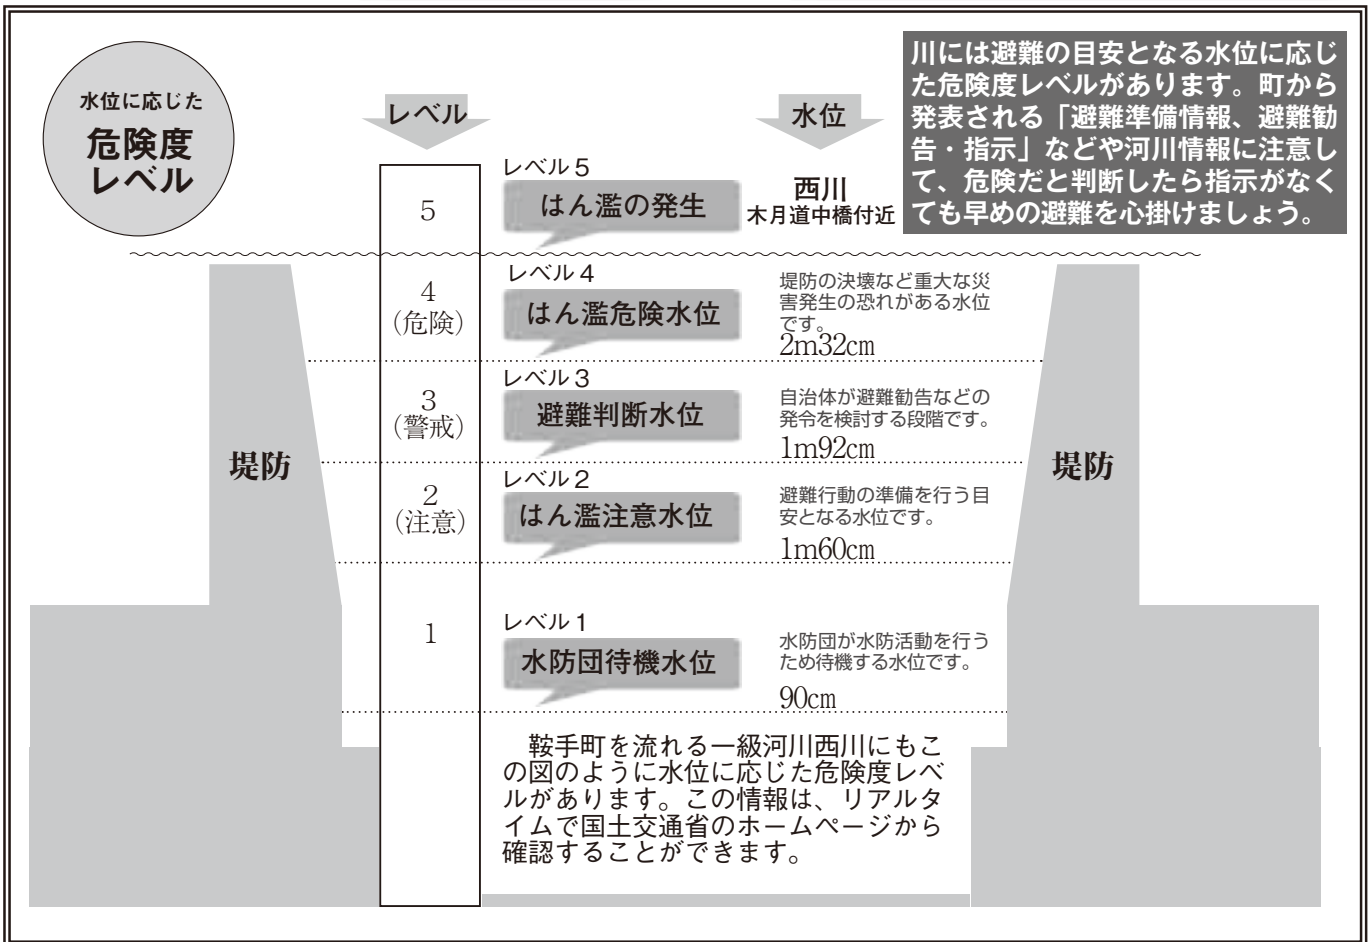 水位に応じた
危険度
レベル
レベル
水位
川には避難の目安となる水位に応じ
た危険度レベルがあります。町から
発表される「避難準備情報、避難勧
告・指示」などや河川情報に注意し
て、危険だと判断したら指示がなく
ても早めの避難を心掛けましょう。
5
レベル5
はん濫の発生
西川
木月道中橋付近
4
(危険)
レベル4
はん濫危険水位
堤防の決壊など重大な災
害発生の恐れがある水位
です。
2m32cm
3
(警戒)
レベル3
避難判断水位
自治体が避難勧告などの
発令を検討する段階です。
1m92cm
堤防
堤防
2
(注意)
レベル2
はん濫注意水位
避難行動の準備を行う目
安となる水位です。
1m60cm
1
レベル1
水防団待機水位
水防団が水防活動を行う
ため待機する水位です。
90cm
鞍手町を流れる一級河川西川にもこ
の図のように水位に応じた危険度レベ
ルがあります。この情報は、リアルタ
イムで国土交通省のホームページから
確認することができます。